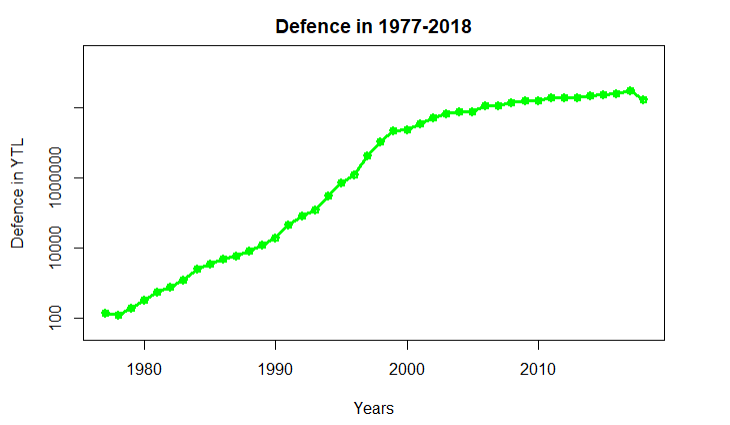 Defence in 1977-2018
Defence in YTL
1000000
10000
100
1980 1990 2000 2010
Years